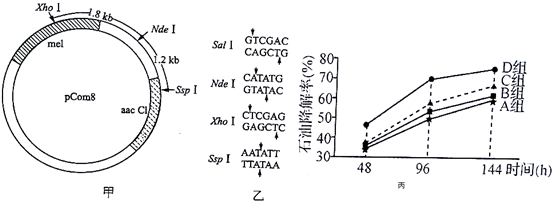 Xho I
1.8 kb
Nde I
1.2 kb
Ssp I
mel
pCom8
aac Cl
甲
Sal I
GTCGAC
CAGCTG
Nde I
CATATG
GTATAC
Xho I
CTCGAG
GAGCTC
Ssp I
AATATT
TTATAA
乙
石油降解率(%)
80
70
60
50
40
30
D组
C组
B组
A组
48
96
144
时间(h)
丙